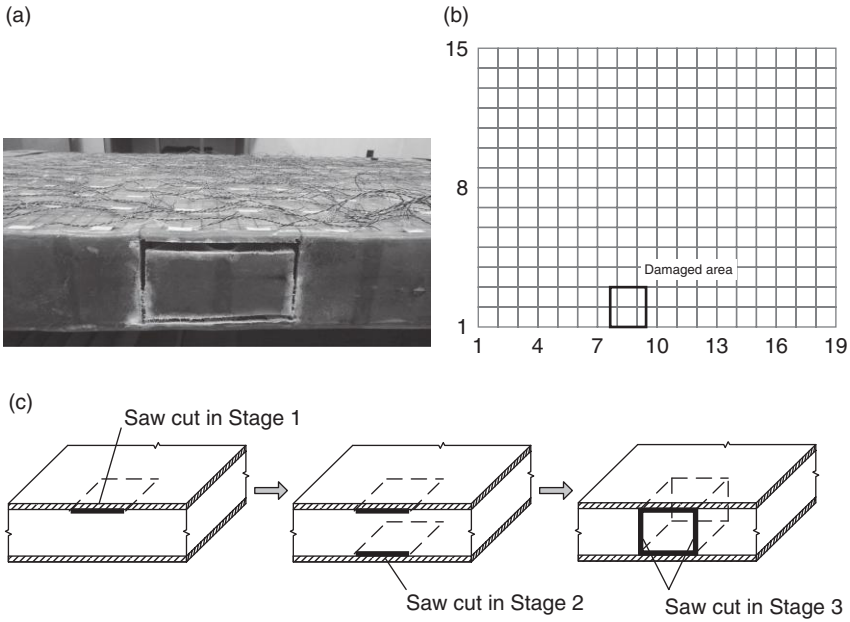 (a)
(b)
15
8
Damaged area
1
1 4 7 10 13 16 19
(c)
Saw cut in Stage 1
Saw cut in Stage 2
Saw cut in Stage 3